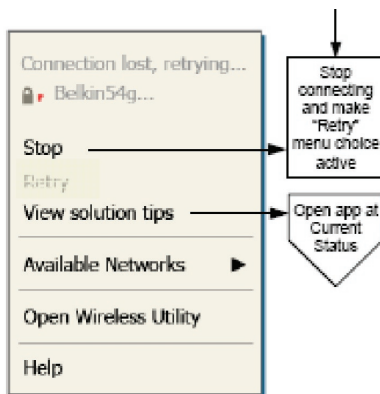 Connection lost, retrying...
Belkin54g...
Stop
Retry
View solution tips
Available Networks
Open Wireless Utility
Help
Stop
connecting
and make
"Retry"
menu choice
active
Open app at
Current
Status